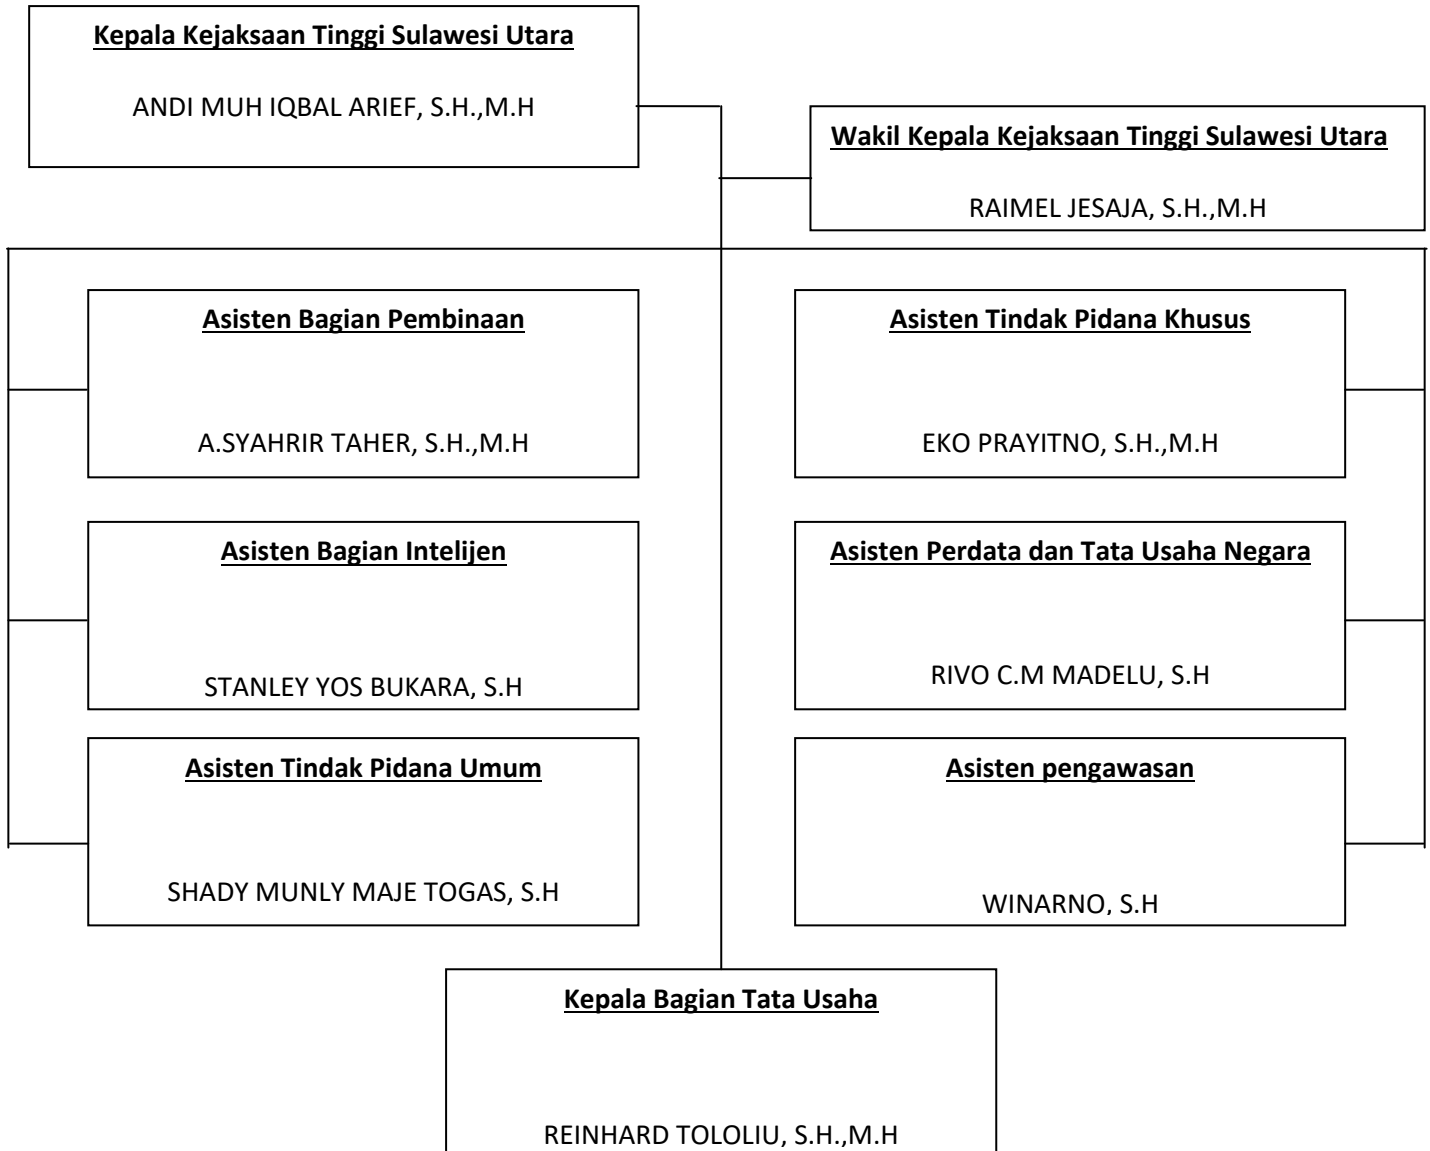 Kepala Kejaksaan Tinggi Sulawesi Utara
ANDI MUH IQBAL ARIEF, S.H.,M.H
Wakil Kepala Kejaksaan Tinggi Sulawesi Utara
RAIMEL JESAJA, S.H.,M.H
Asisten Bagian Pembinaan
A.SYAHRIR TAHER, S.H.,M.H
Asisten Tindak Pidana Khusus
EKO PRAYITNO, S.H.,M.H
Asisten Bagian Intelijen
STANLEY YOS BUKARA, S.H
Asisten Perdata dan Tata Usaha Negara
RIVO C.M MADELU, S.H
Asisten Tindak Pidana Umum
SHADY MUNLY MAJE TOGAS, S.H
Asisten pengawasan
WINARNO, S.H
Kepala Bagian Tata Usaha
REINHARD TOLOLIU, S.H.,M.H